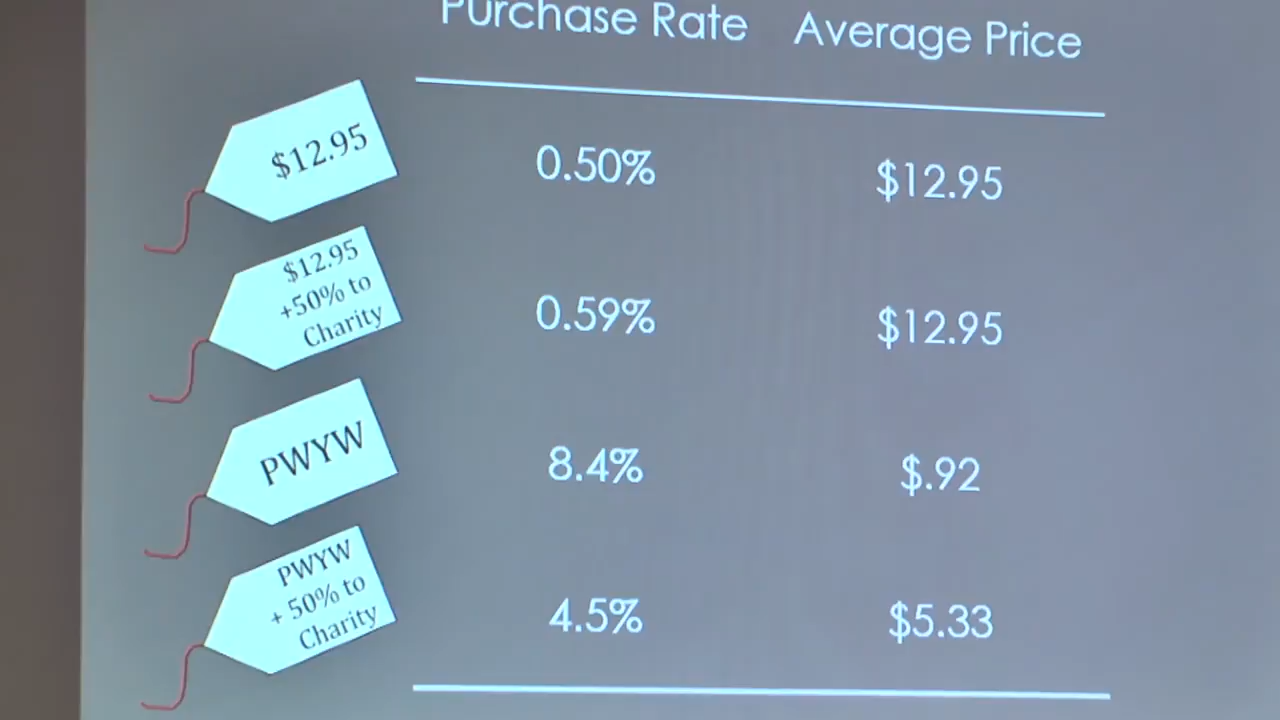 Purchase Rate Average Price
$12.95 0.50% $12.95
$12.95
+50% to
Charity
0.59% $12.95
PWYW 8.4% $.92
PWYW
+ 50% to
Charity
4.5% $5.33